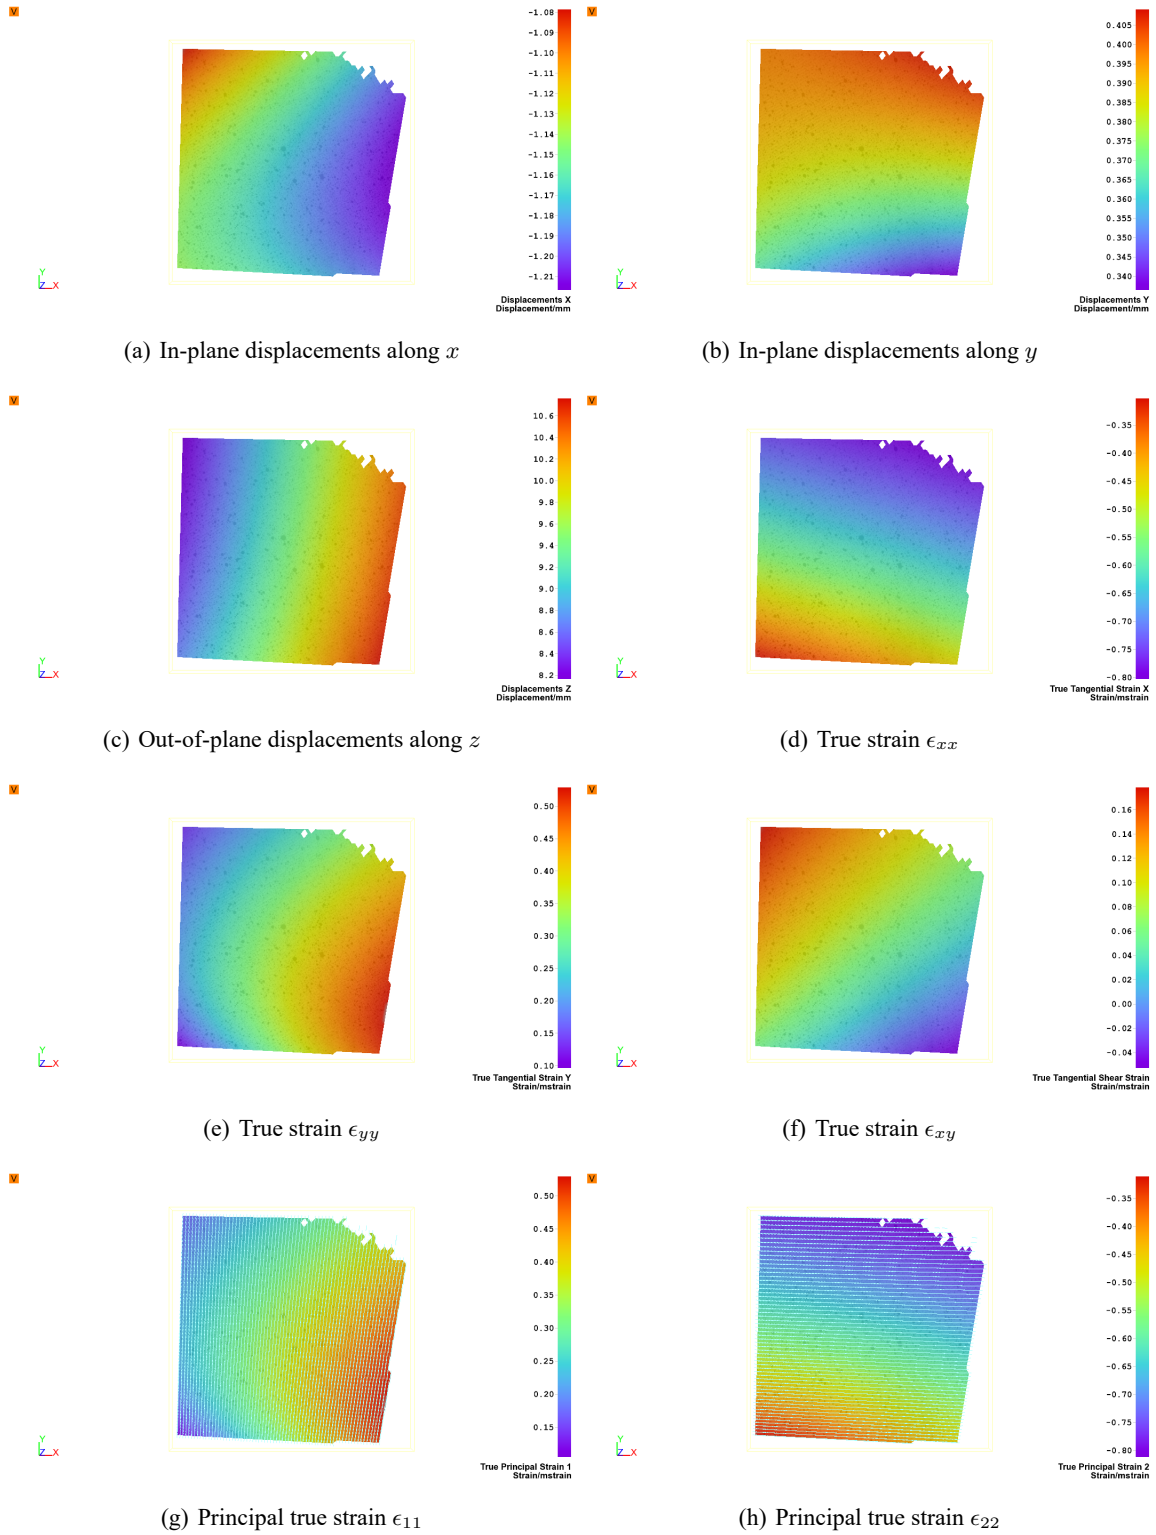 V
-1.08
-1.09
-1.10
-1.11
-1.12
-1.13
-1.14
-1.15
-1.16
-1.17
-1.18
-1.19
-1.20
-1.21
Y
Z X
Displacements X
Displacement/mm
(a) In-plane displacements along x
V
0.405
0.400
0.395
0.390
0.385
0.380
0.375
0.370
0.365
0.360
0.355
0.350
0.345
0.340
Y
Z X
Displacements Y
Displacement/mm
(b) In-plane displacements along y
V
10.6
10.4
10.2
10.0
9.8
9.6
9.4
9.2
9.0
8.8
8.6
8.4
8.2
Y
Z X
Displacements Z
Displacement/mm
(c) Out-of-plane displacements along z
V
-0.35
-0.40
-0.45
-0.50
-0.55
-0.60
-0.65
-0.70
-0.75
-0.80
Y
Z X
True Tangential Strain X
Strain/mstrain
(d) True strain ϵxx
V
0.50
0.45
0.40
0.35
0.30
0.25
0.20
0.15
0.10
Y
Z X
True Tangential Strain Y
Strain/mstrain
(e) True strain ϵyy
V
0.16
0.14
0.12
0.10
0.08
0.06
0.04
0.02
0.00
-0.02
-0.04
Y
Z X
True Tangential Shear Strain
Strain/mstrain
(f) True strain ϵxy
V
0.50
0.45
0.40
0.35
0.30
0.25
0.20
0.15
Y
Z X
True Principal Strain 1
Strain/mstrain
(g) Principal true strain ϵ11
V
-0.35
-0.40
-0.45
-0.50
-0.55
-0.60
-0.65
-0.70
-0.75
-0.80
Y
Z X
True Principal Strain 2
Strain/mstrain
(h) Principal true strain ϵ22